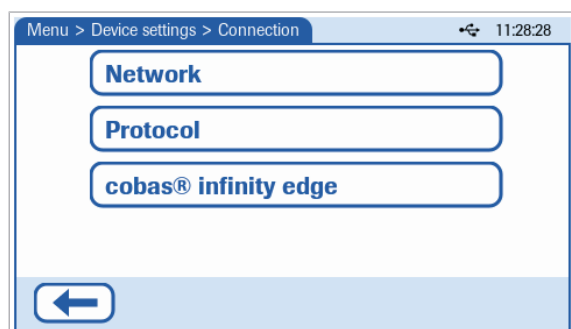 Menu > Device settings > Connection 11:28:28
Network
Protocol
cobas® infinity edge